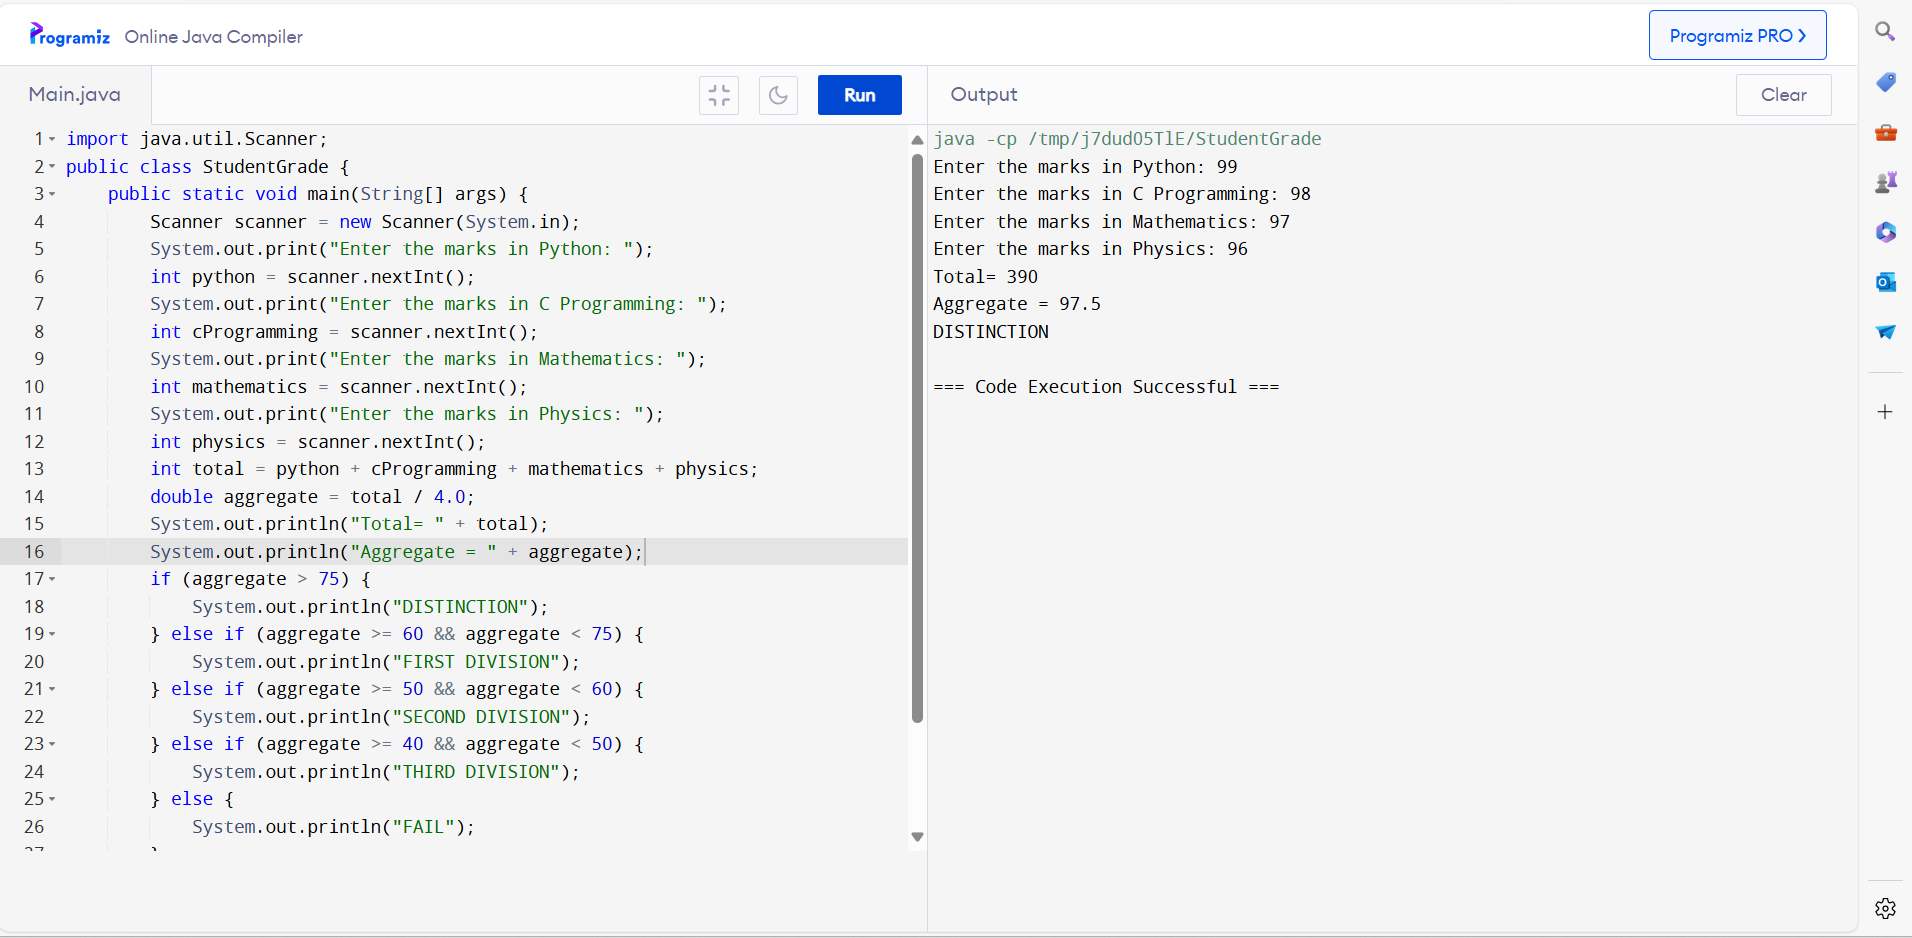 Programiz Online Java Compiler
Programiz PRO ❯
Main.java
Run
1 import java.util.Scanner;
2 public class StudentGrade {
3     public static void main(String[] args) {
4         Scanner scanner = new Scanner(System.in);
5         System.out.print("Enter the marks in Python: ");
6         int python = scanner.nextInt();
7         System.out.print("Enter the marks in C Programming: ");
8         int cProgramming = scanner.nextInt();
9         System.out.print("Enter the marks in Mathematics: ");
10         int mathematics = scanner.nextInt();
11         System.out.print("Enter the marks in Physics: ");
12         int physics = scanner.nextInt();
13         int total = python + cProgramming + mathematics + physics;
14         double aggregate = total / 4.0;
15         System.out.println("Total= " + total);
16         System.out.println("Aggregate = " + aggregate);
17         if (aggregate > 75) {
18             System.out.println("DISTINCTION");
19         } else if (aggregate >= 60 && aggregate < 75) {
20             System.out.println("FIRST DIVISION");
21         } else if (aggregate >= 50 && aggregate < 60) {
22             System.out.println("SECOND DIVISION");
23         } else if (aggregate >= 40 && aggregate < 50) {
24             System.out.println("THIRD DIVISION");
25         } else {
26             System.out.println("FAIL");
27         }
Output
Clear
java -cp /tmp/j7dudO5TlE/StudentGrade
Enter the marks in Python: 99
Enter the marks in C Programming: 98
Enter the marks in Mathematics: 97
Enter the marks in Physics: 96
Total= 390
Aggregate = 97.5
DISTINCTION
=== Code Execution Successful ===